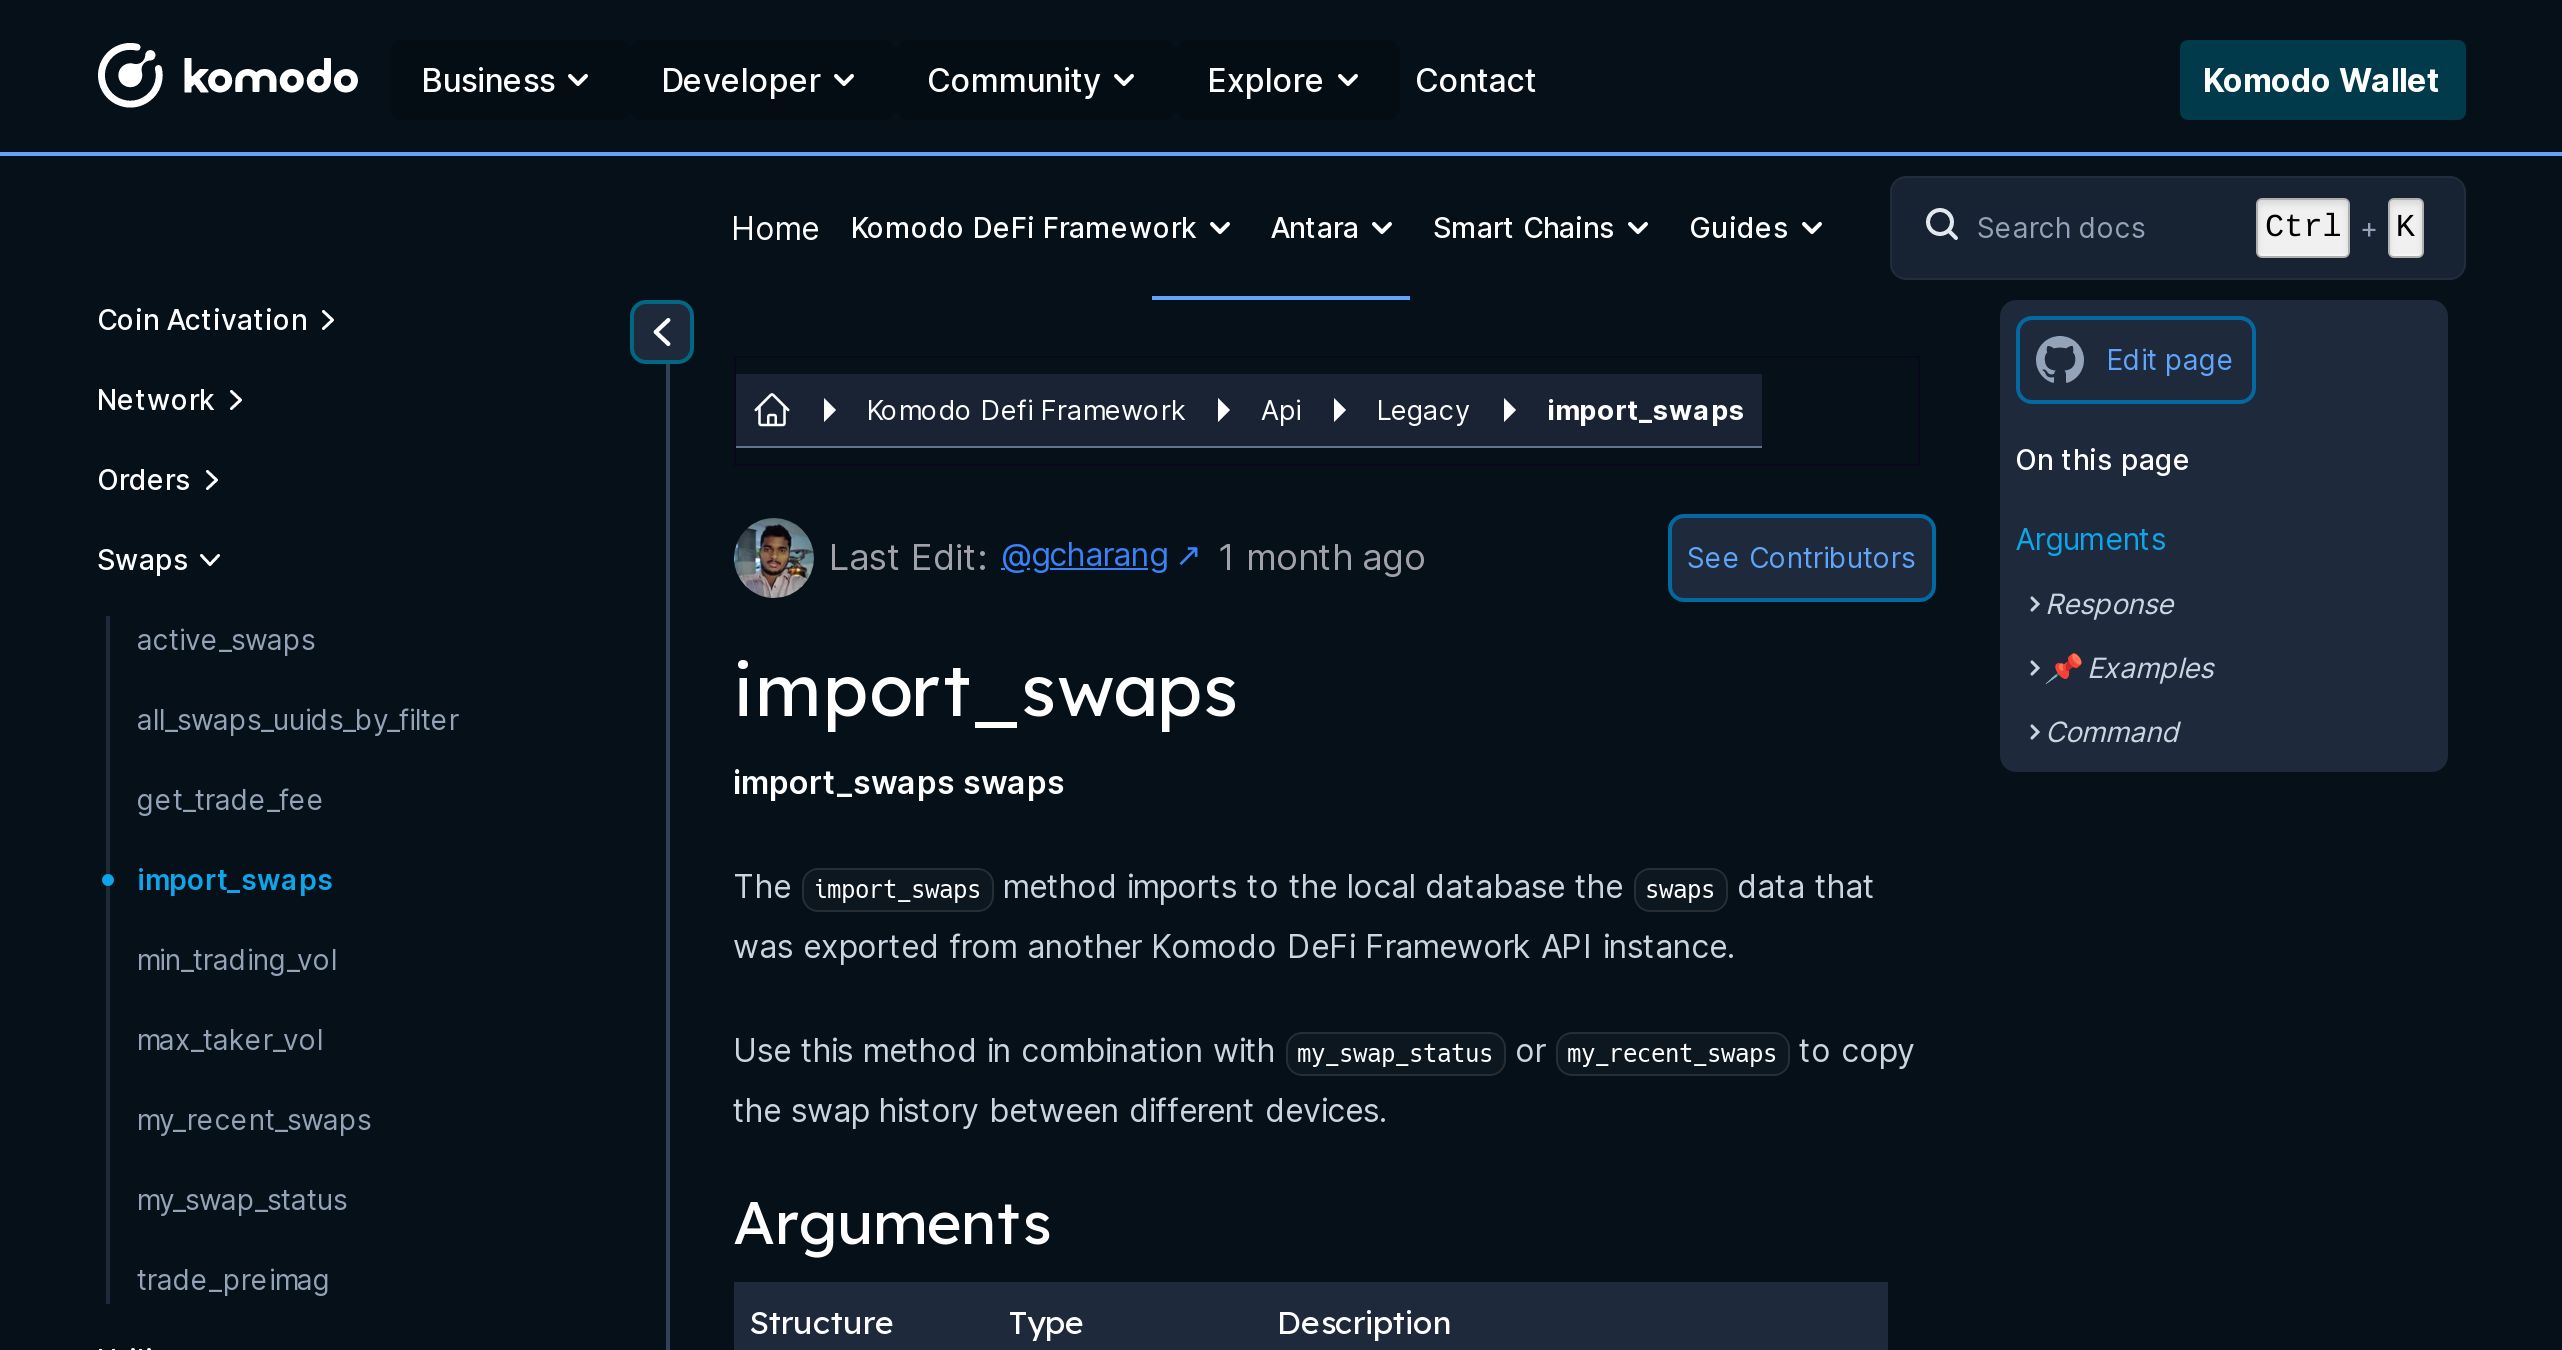 komodo
Business
Developer
Community
Explore
Contact
Komodo Wallet
Home
Komodo DeFi Framework
Antara
Smart Chains
Guides
Search docs
Ctrl + K
Coin Activation
Network
Orders
Swaps
active_swaps
all_swaps_uuids_by_filter
get_trade_fee
import_swaps
min_trading_vol
max_taker_vol
my_recent_swaps
my_swap_status
trade_preimag
Komodo Defi Framework
Api
Legacy
import_swaps
Last Edit: @gcharang ↗ 1 month ago
See Contributors
import_swaps
import_swaps swaps
The import_swaps method imports to the local database the swaps data that
was exported from another Komodo DeFi Framework API instance.
Use this method in combination with my_swap_status or my_recent_swaps to copy
the swap history between different devices.
Arguments
Structure Type Description
Edit page
On this page
Arguments
Response
📌 Examples
Command